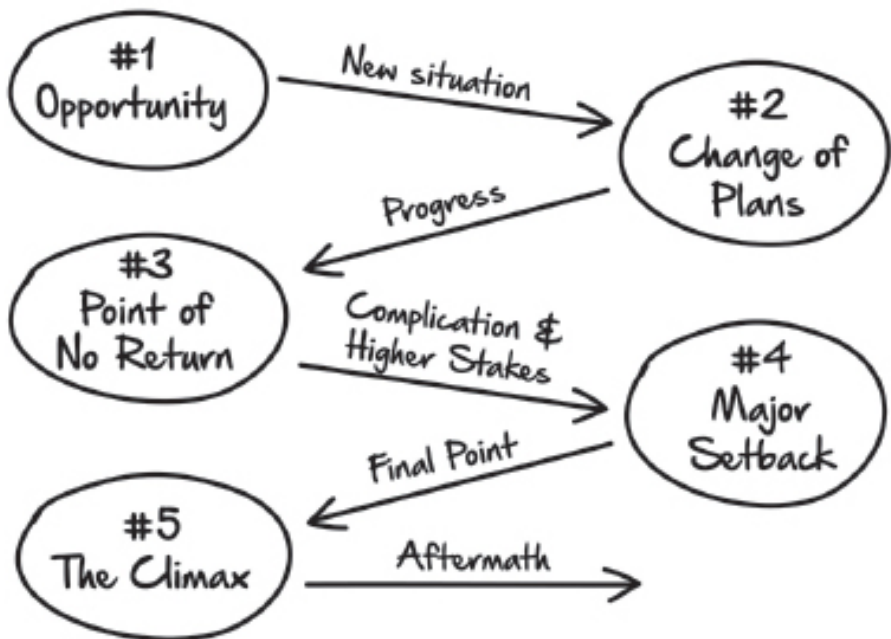 #1
Opportunity
New situation
#2
Change of
Plans
Progress
#3
Point of
No Return
Complication &
Higher Stakes
#4
Major
Setback
Final Point
#5
The Climax
Aftermath